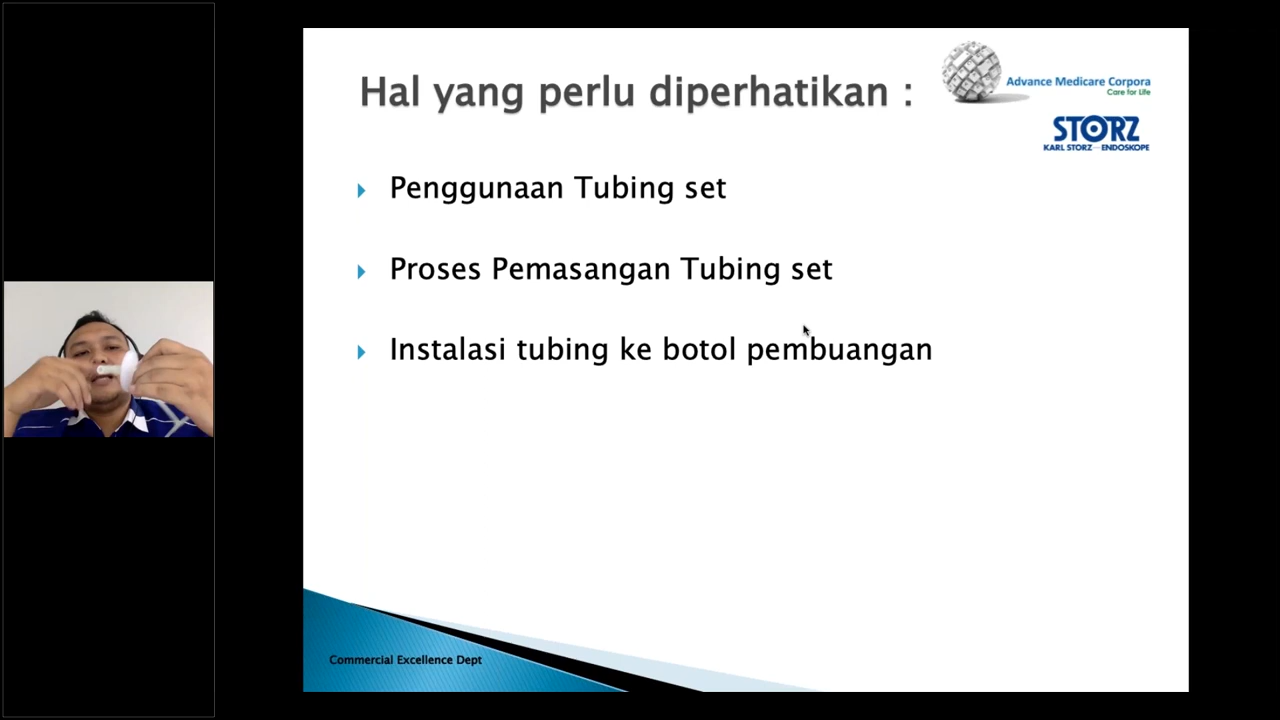 Hal yang perlu diperhatikan :
Advance Medicare Corpora
Care for Life
STORZ
KARL STORZ—ENDOSKOPE
Penggunaan Tubing set
Proses Pemasangan Tubing set
Instalasi tubing ke botol pembuangan
Commercial Excellence Dept